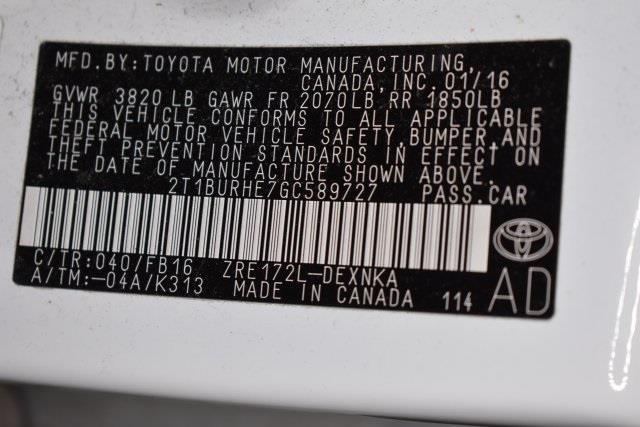 MFD. BY: TOYOTA MOTOR MANUFACTURING,
CANADA, INC. 01/16
GVWR 3820 LB GAWR FR 2070LB RR 1850LB
THIS VEHICLE CONFORMS TO ALL APPLICABLE
FEDERAL MOTOR VEHICLE SAFETY, BUMPER, AND
THEFT PREVENTION STANDARDS IN EFFECT ON
THE DATE OF MANUFACTURE SHOWN ABOVE.
2T1BURHE7GC589727 PASS.CAR
C/TR:040/FB16 ZRE172L-DEXNKA
A/TM:-04A/K313 MADE IN CANADA 114 AD